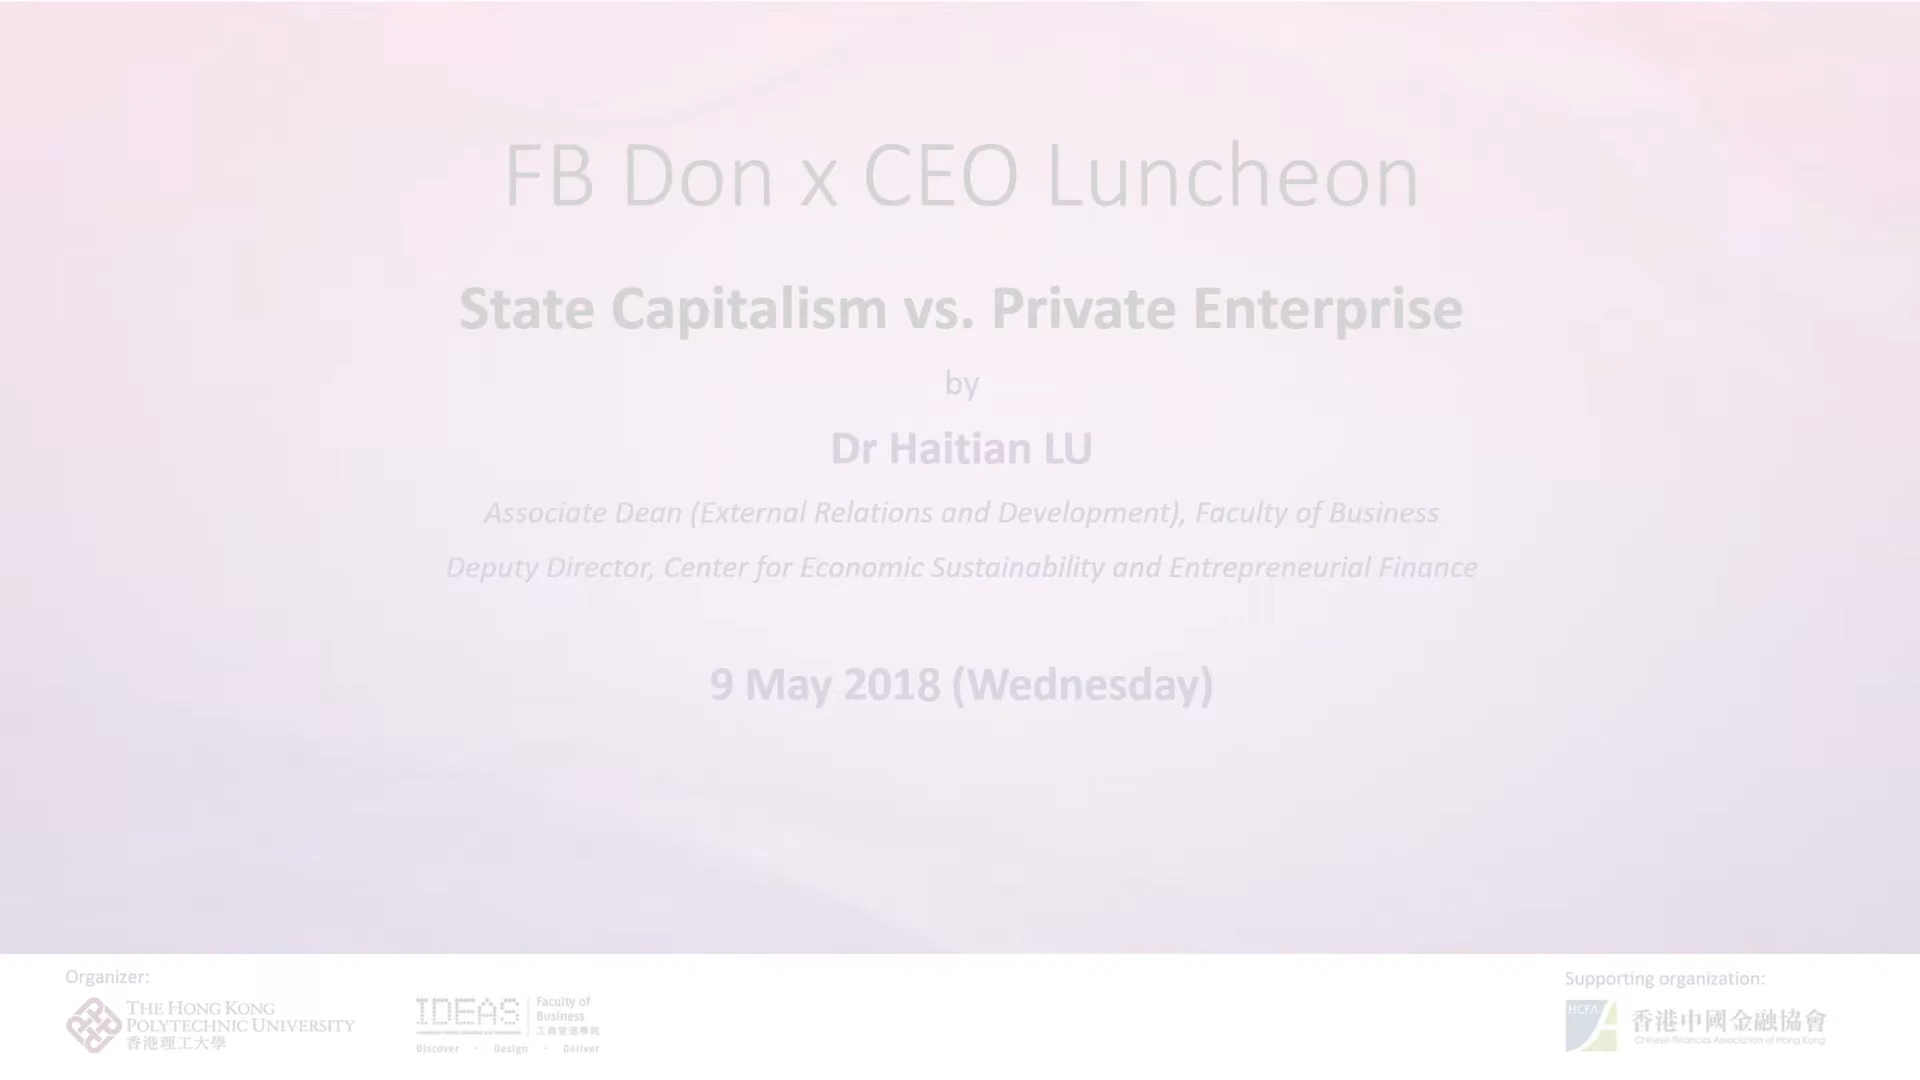 FB Don x CEO Luncheon
State Capitalism vs. Private Enterprise
by
Dr Haitian LU
Associate Dean (External Relations and Development), Faculty of Business
Deputy Director, Center for Economic Sustainability and Entrepreneurial Finance
9 May 2018 (Wednesday)
Organizer:
THE HONG KONG
POLYTECHNIC UNIVERSITY
香港理工大學
IDEAS
Faculty of
Business
工商管理學院
Discover · Design · Deliver
Supporting organization:
HCFA
香港中國金融協會
Chinese Financial Association of Hong Kong